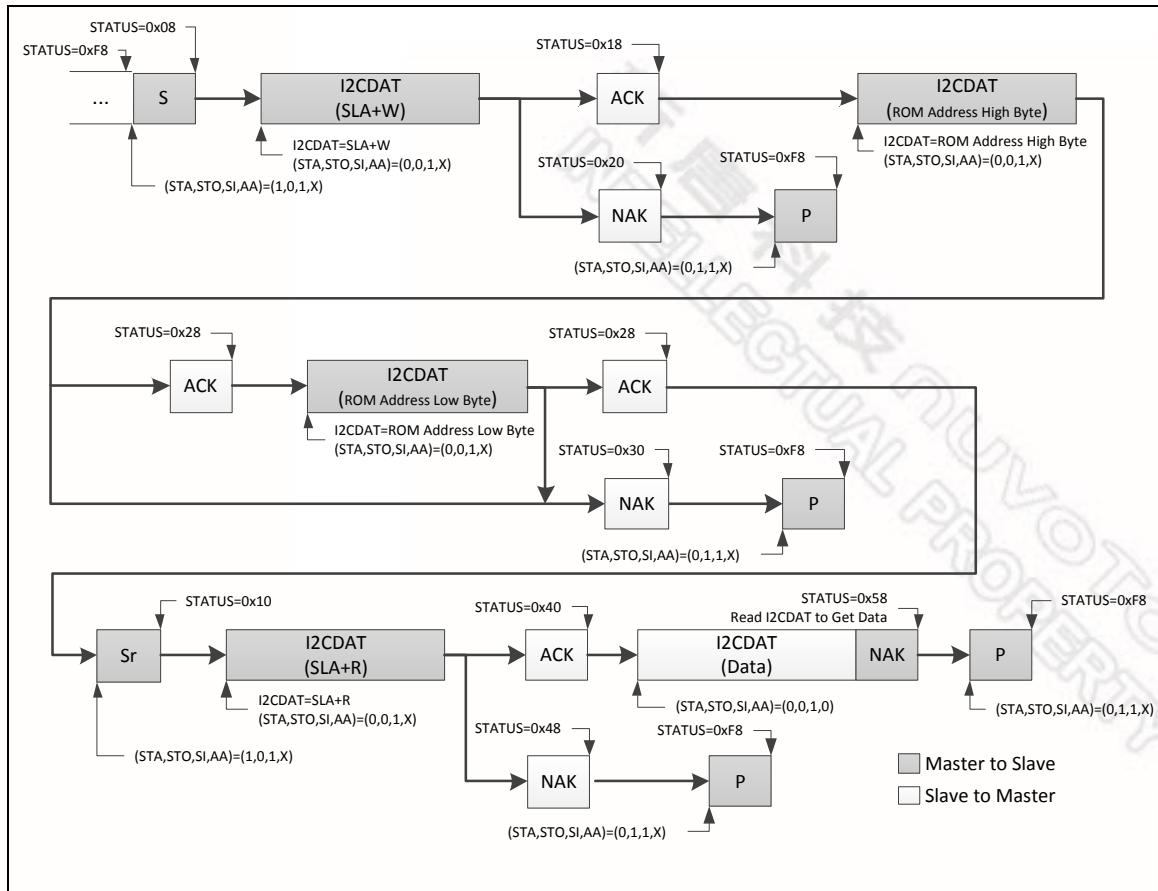 STATUS=0x08
STATUS=0xF8
STATUS=0x18
...
S
I2CDAT
(SLA+W)
ACK
I2CDAT
(ROM Address High Byte)
I2CDAT=SLA+W
(STA,STO,SI,AA)=(0,0,1,X)
I2CDAT=ROM Address High Byte
(STA,STO,SI,AA)=(0,0,1,X)
(STA,STO,SI,AA)=(1,0,1,X)
STATUS=0x20
STATUS=0xF8
NAK
P
(STA,STO,SI,AA)=(0,1,1,X)
STATUS=0x28
STATUS=0x28
ACK
I2CDAT
(ROM Address Low Byte)
ACK
I2CDAT=ROM Address Low Byte
(STA,STO,SI,AA)=(0,0,1,X)
STATUS=0x30
STATUS=0xF8
NAK
P
(STA,STO,SI,AA)=(0,1,1,X)
STATUS=0x10
STATUS=0x40
STATUS=0x58
Read I2CDAT to Get Data
STATUS=0xF8
Sr
I2CDAT
(SLA+R)
ACK
I2CDAT
(Data)
NAK
P
I2CDAT=SLA+R
(STA,STO,SI,AA)=(0,0,1,X)
(STA,STO,SI,AA)=(0,0,1,0)
(STA,STO,SI,AA)=(0,1,1,X)
(STA,STO,SI,AA)=(1,0,1,X)
STATUS=0x48
STATUS=0xF8
NAK
P
(STA,STO,SI,AA)=(0,1,1,X)
Master to Slave
Slave to Master
新唐科技 nuvoto
INTELLECTUAL PROPERTY